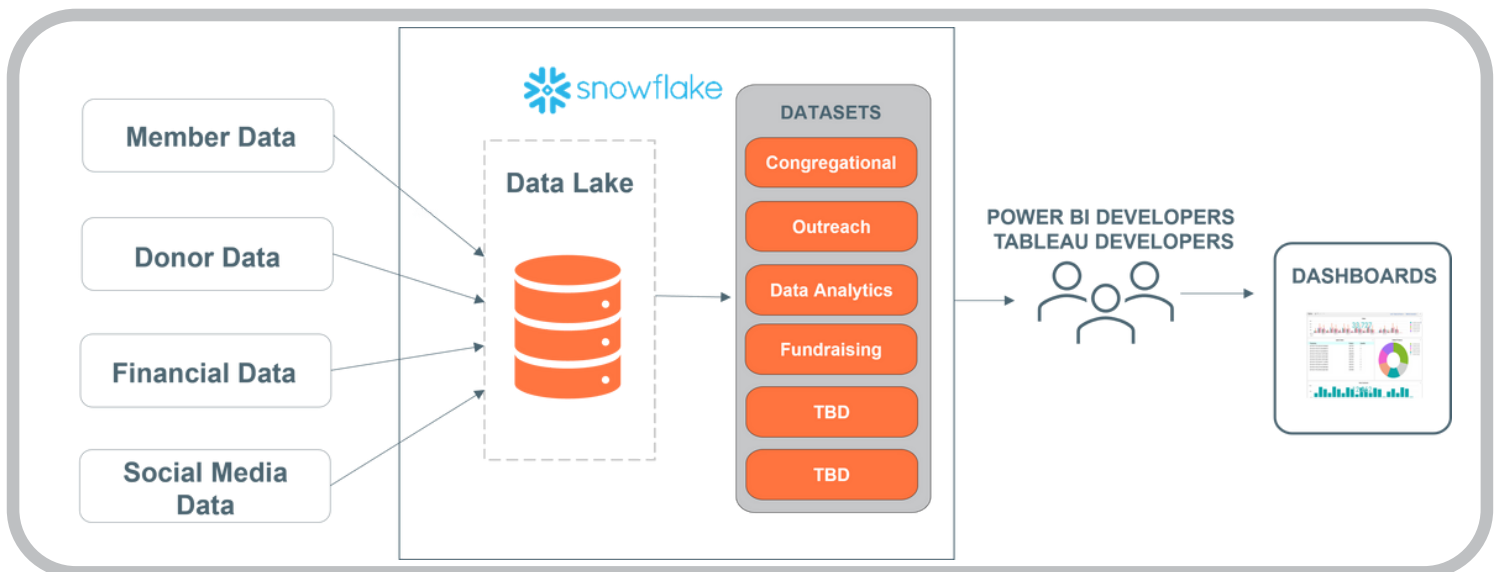 snowflake
Member Data
Donor Data
Financial Data
Social Media
Data
Data Lake
DATASETS
Congregational
Outreach
Data Analytics
Fundraising
TBD
TBD
POWER BI DEVELOPERS
TABLEAU DEVELOPERS
DASHBOARDS